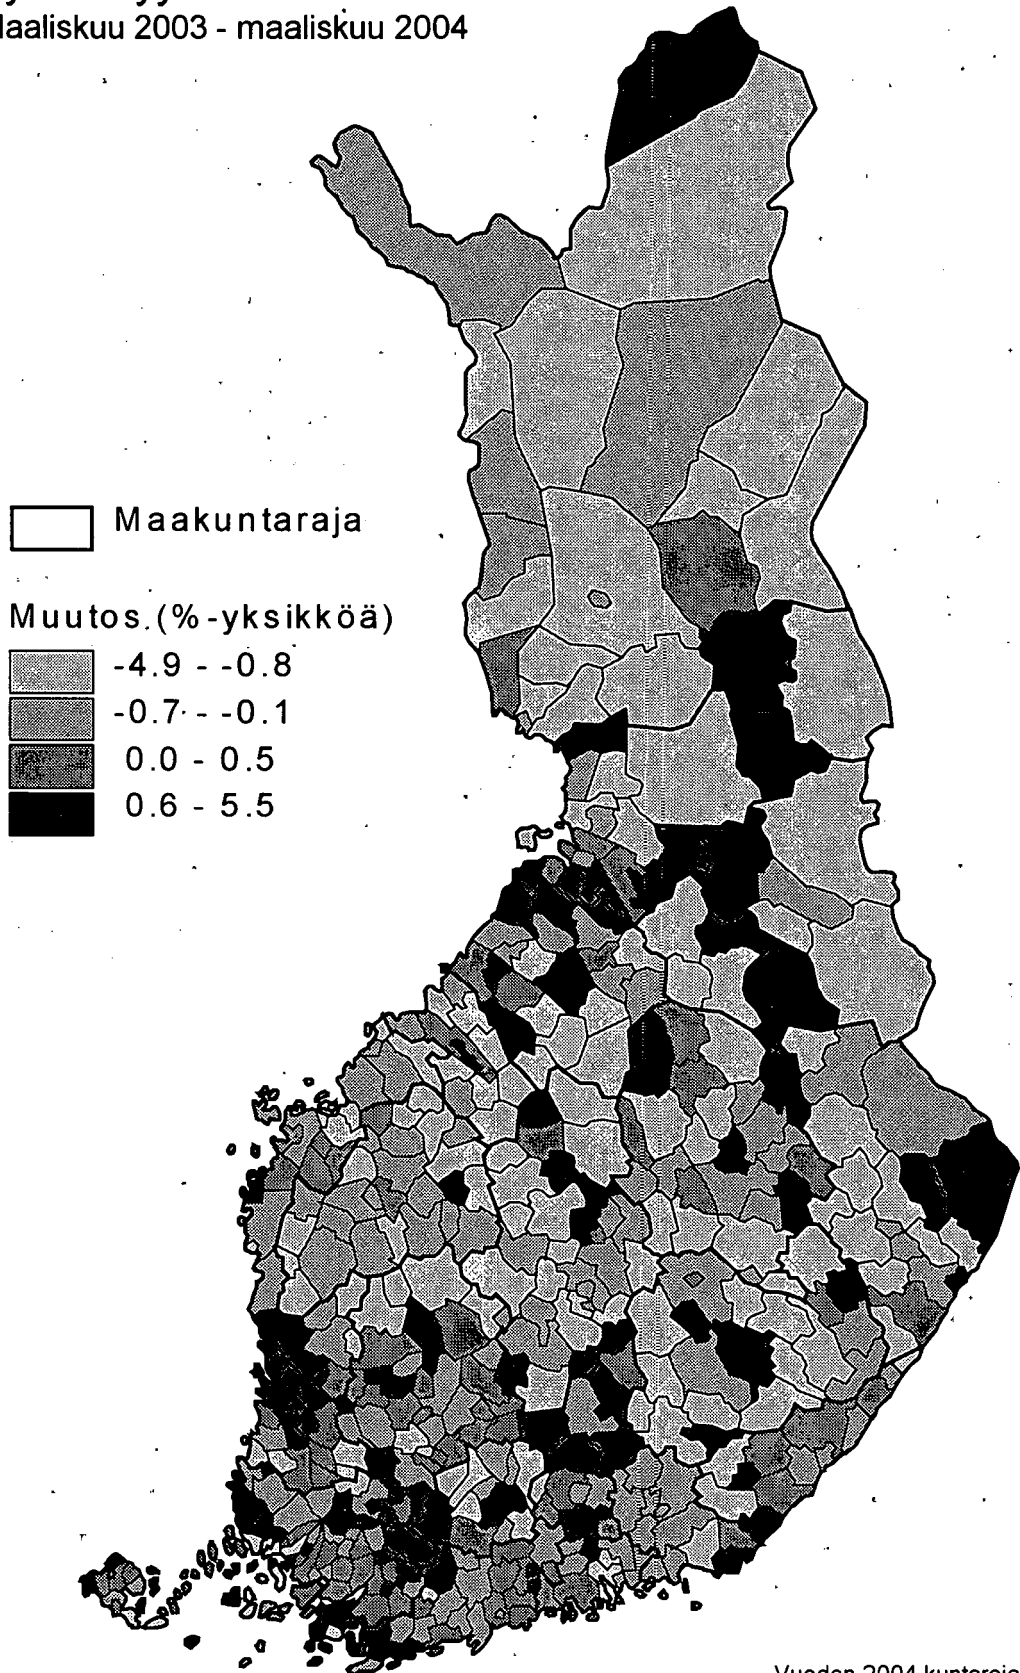 maaliskuu 2003 - maaliskuu 2004
Maakuntaraja
Muutos (%-yksikköä)
-4.9 - -0.8
-0.7 - -0.1
0.0 - 0.5
0.6 - 5.5
Vuoden 2004 kuntaraja